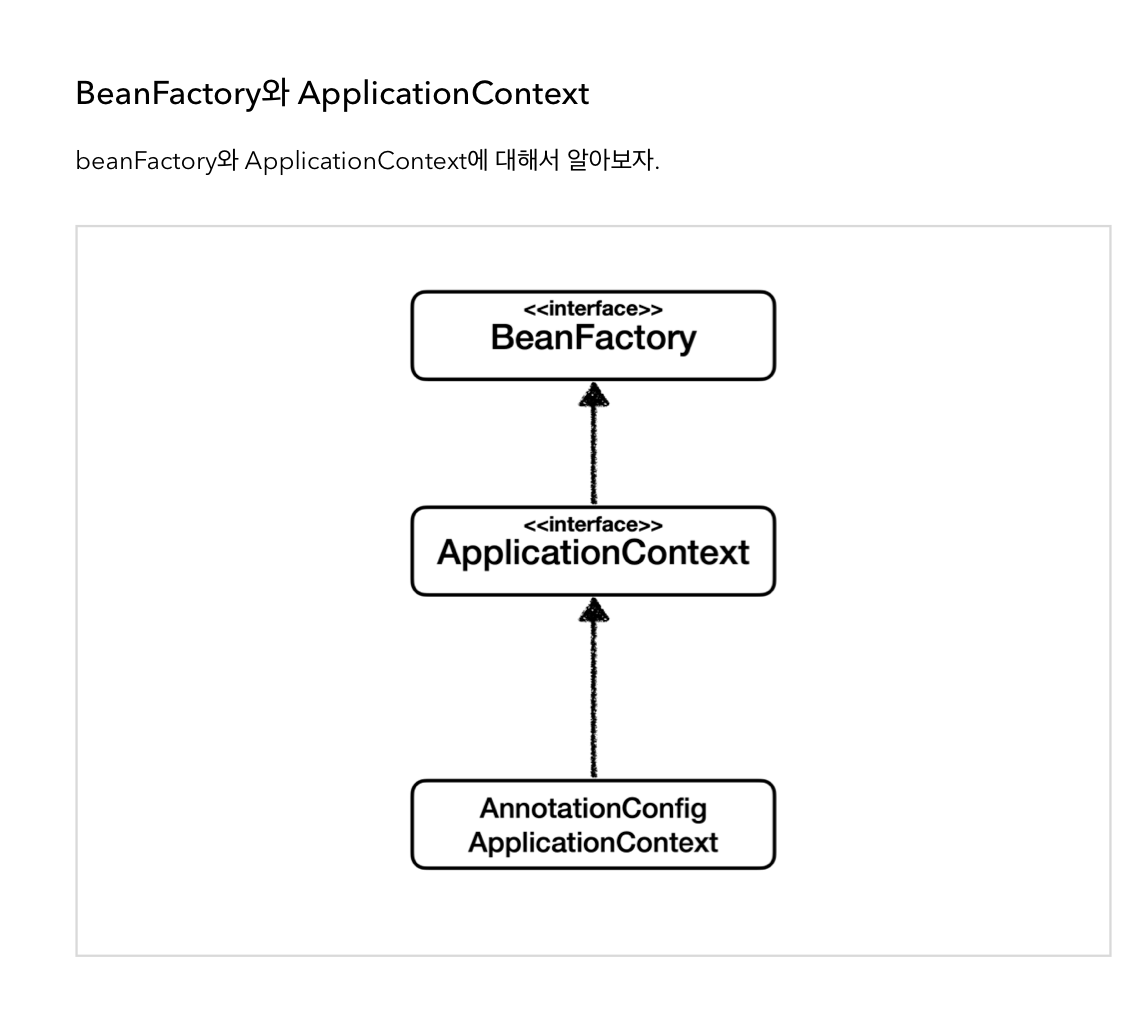 BeanFactory와 ApplicationContext
beanFactory와 ApplicationContext에 대해서 알아보자.
<<interface>>
BeanFactory
<<interface>>
ApplicationContext
AnnotationConfig
ApplicationContext